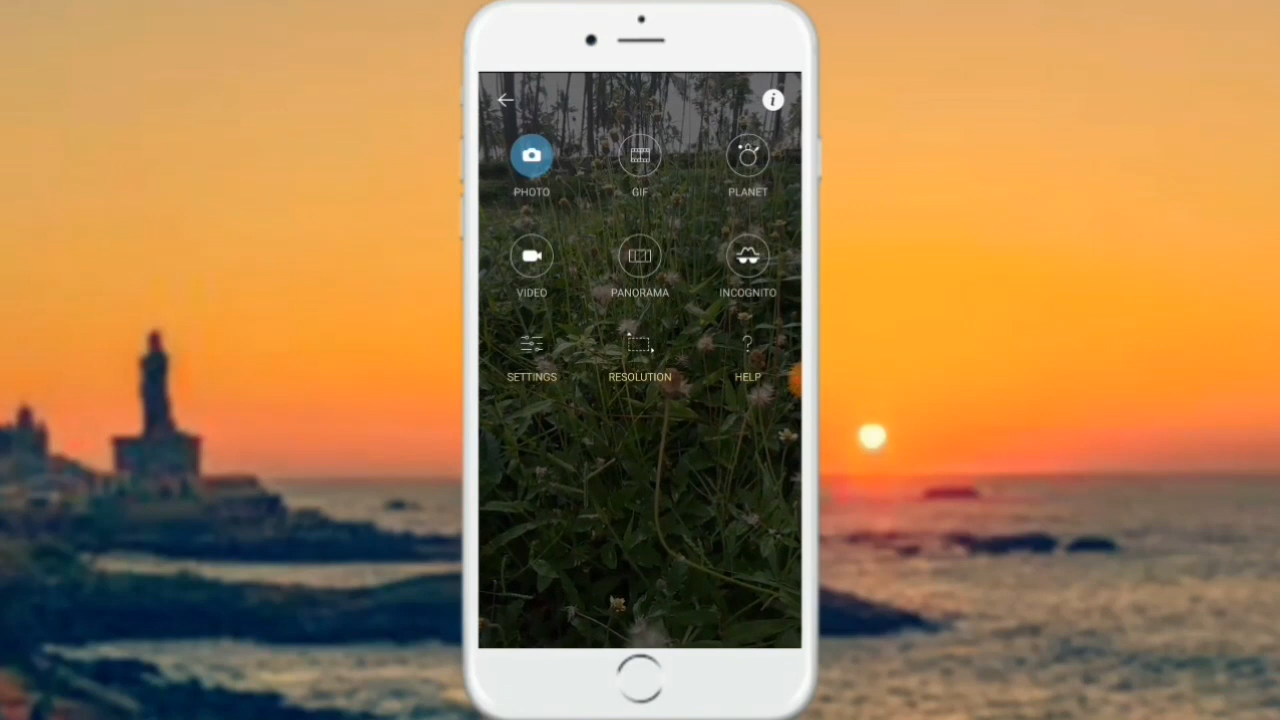 i
PHOTO GIF PLANET
VIDEO PANORAMA INCOGNITO
?
SETTINGS RESOLUTION HELP